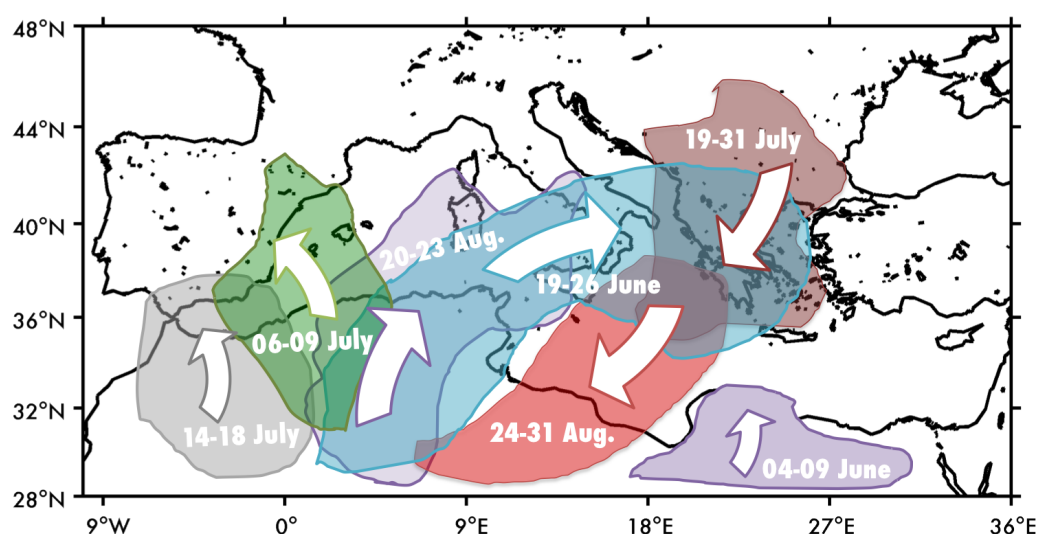 48°N
19-31 July
44°N
40°N
20-23 Aug.
19-26 June
36°N
06-09 July
32°N
14-18 July
24-31 Aug.
04-09 June
28°N
9°W
0°
9°E
18°E
27°E
36°E